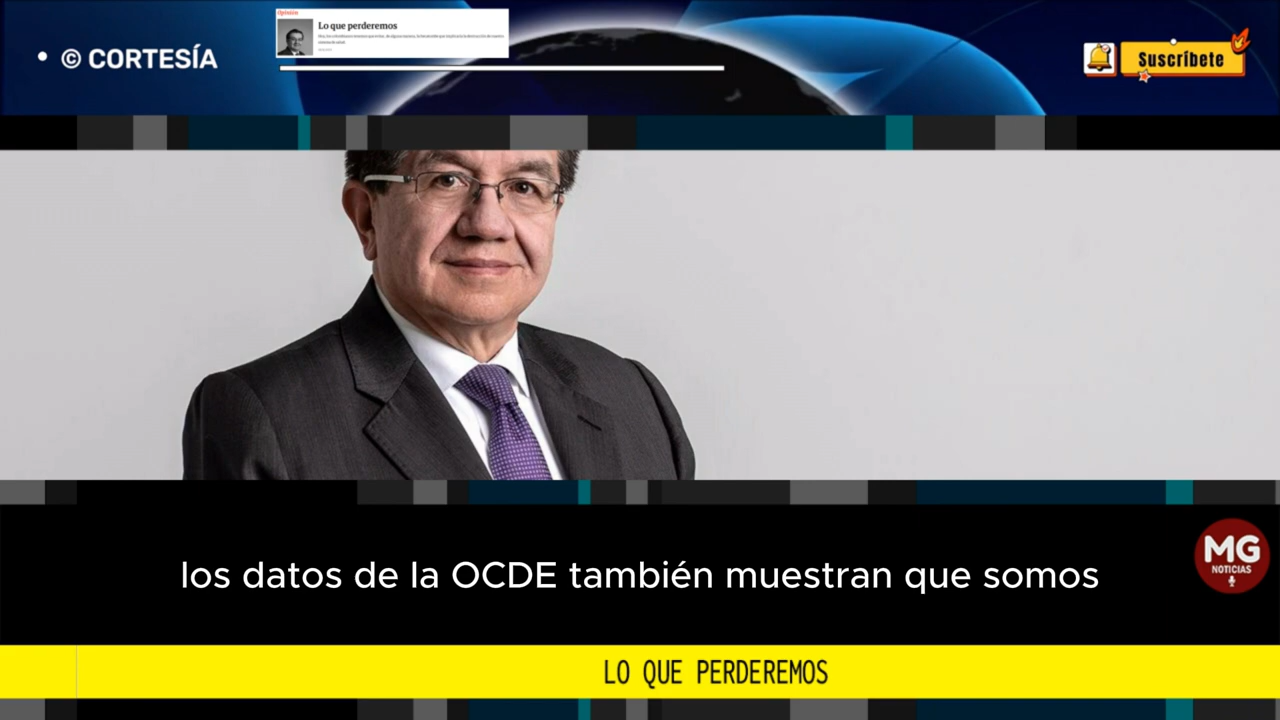 • © CORTESÍA
Opinión
Lo que perderemos
Suscríbete
los datos de la OCDE también muestran que somos
MG
NOTICIAS
LO QUE PERDEREMOS